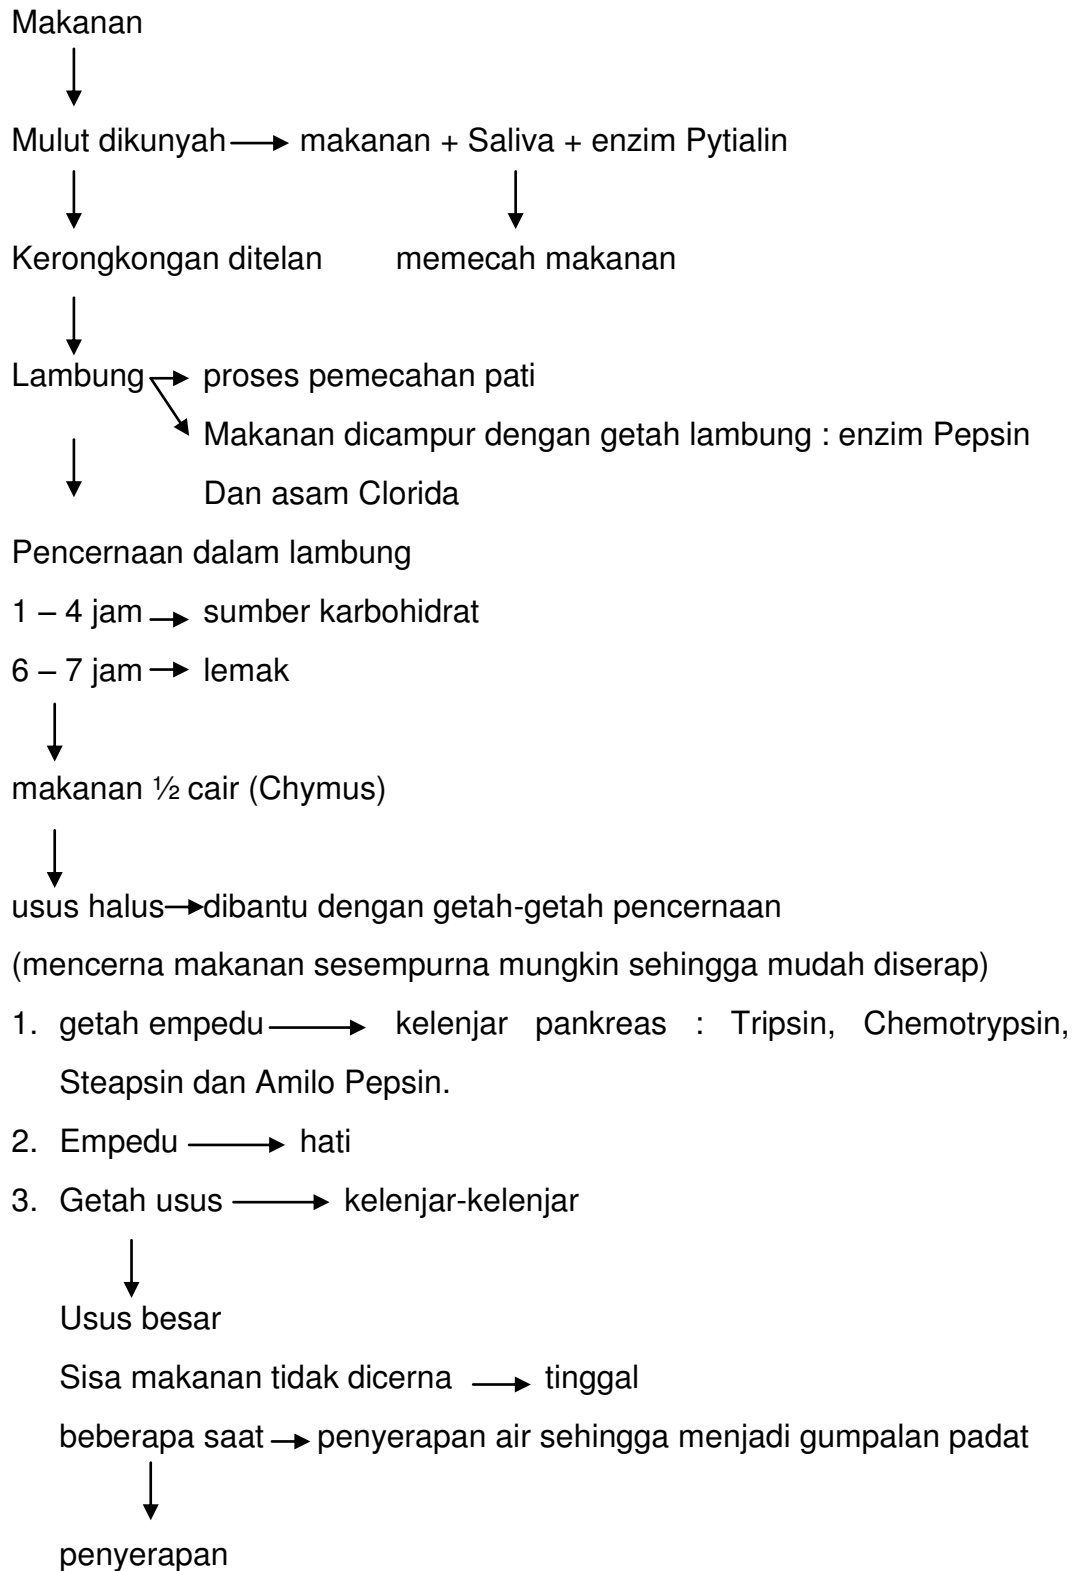 Makanan
Mulut dikunyah → makanan + Saliva + enzim Pytialin
Kerongkongan ditelan memecah makanan
Lambung → proses pemecahan pati
Makanan dicampur dengan getah lambung : enzim Pepsin
Dan asam Clorida
Pencernaan dalam lambung
1 – 4 jam → sumber karbohidrat
6 – 7 jam → lemak
makanan ½ cair (Chymus)
usus halus → dibantu dengan getah-getah pencernaan
(mencerna makanan sesempurna mungkin sehingga mudah diserap)
1. getah empedu → kelenjar pankreas : Tripsin, Chemotrypsin,
Steapsin dan Amilo Pepsin.
2. Empedu → hati
3. Getah usus → kelenjar-kelenjar
Usus besar
Sisa makanan tidak dicerna → tinggal
beberapa saat → penyerapan air sehingga menjadi gumpalan padat
penyerapan